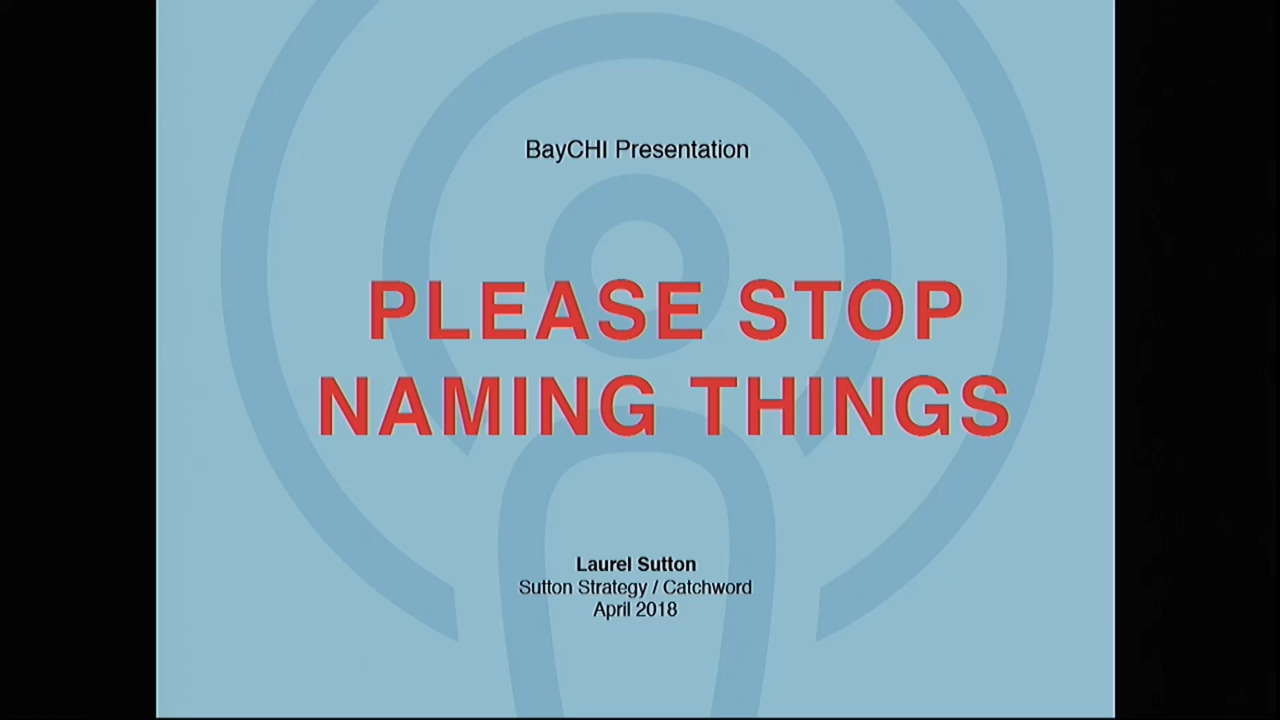 BayCHI Presentation
PLEASE STOP
NAMING THINGS
Laurel Sutton
Sutton Strategy / Catchword
April 2018